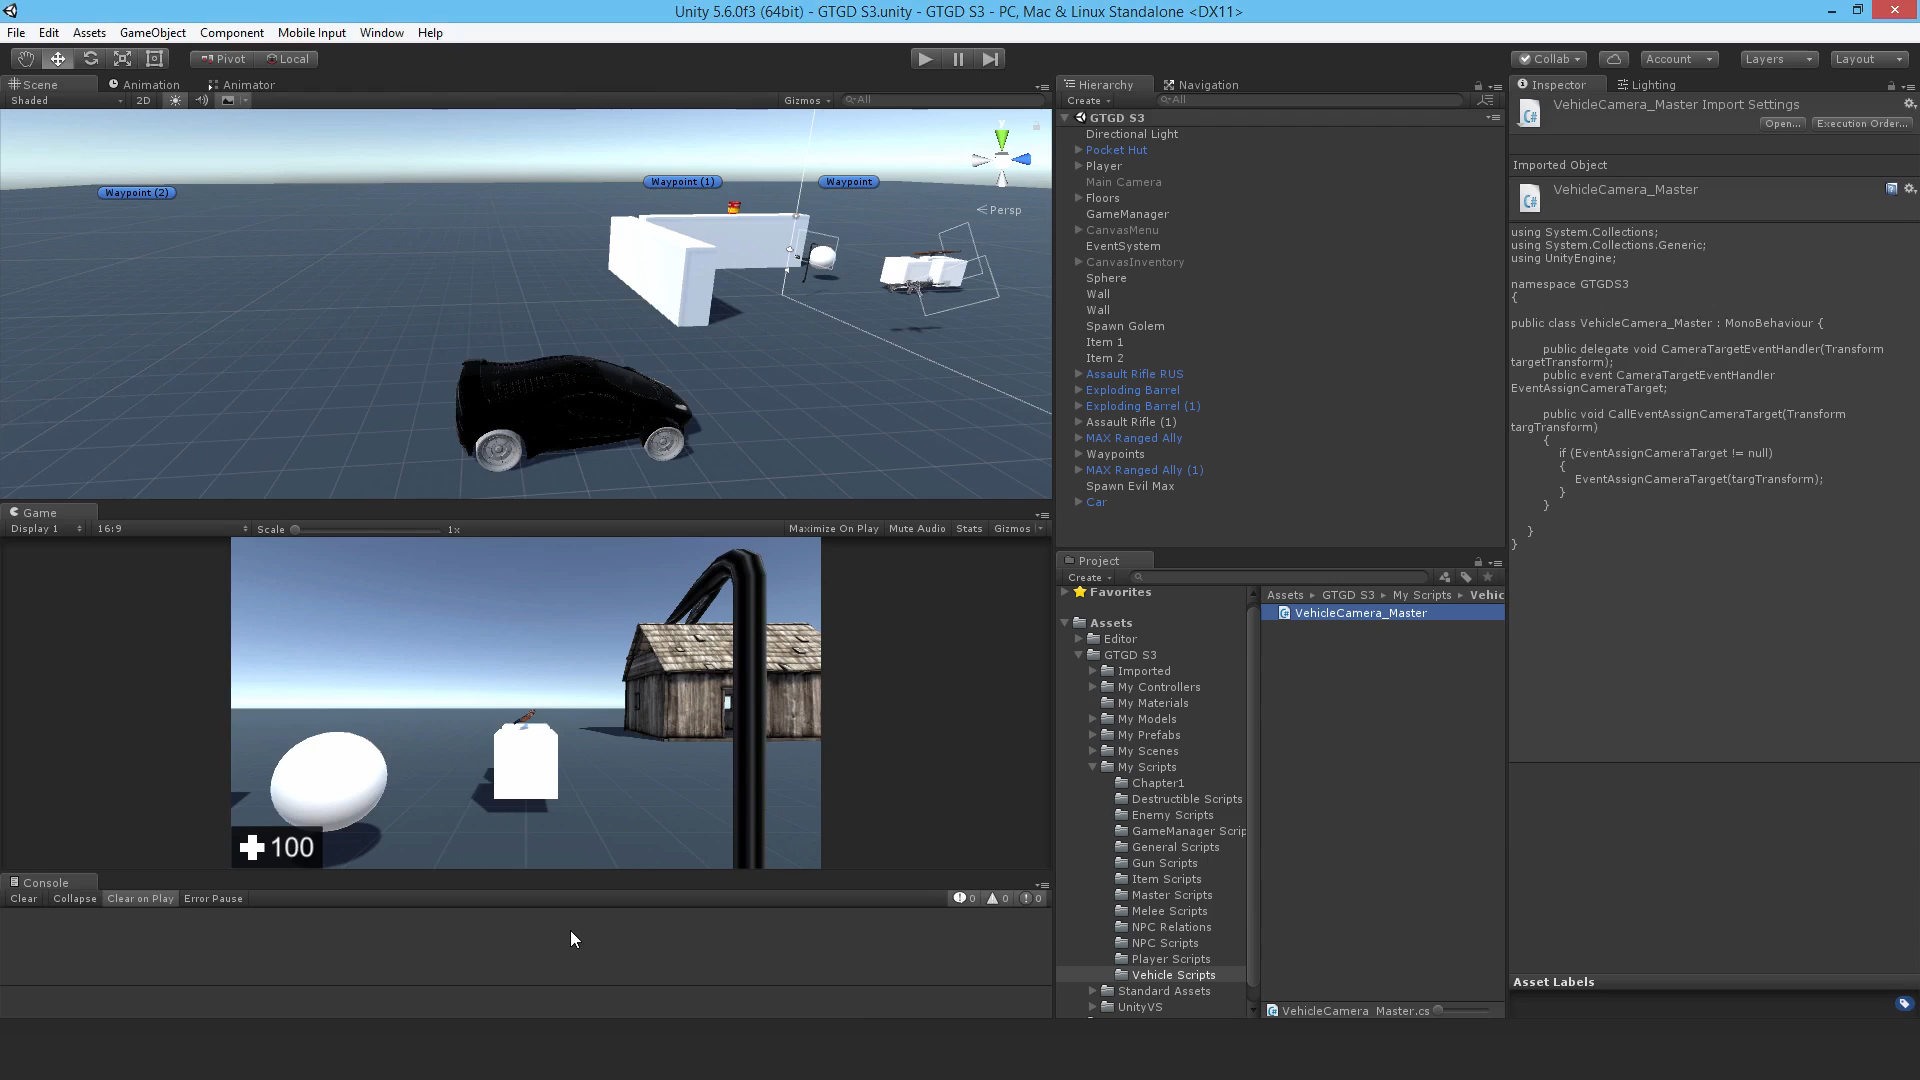 Unity 5.6.0f3 (64bit) - GTGD S3.unity - GTGD S3 - PC, Mac & Linux Standalone <DX11>
File Edit Assets GameObject Component Mobile Input Window Help
Pivot Local
Collab Account Layers Layout
Scene Animation Animator
Shaded 2D Gizmos All
Waypoint (2)
Waypoint (1)
Waypoint
y
Persp
Game
Display 1 16:9 Scale 1x Maximize On Play Mute Audio Stats Gizmos
100
Console
Clear Collapse Clear on Play Error Pause 0 0 0
Hierarchy Navigation
Create All
GTGD S3
Directional Light
Pocket Hut
Player
Main Camera
Floors
GameManager
CanvasMenu
EventSystem
CanvasInventory
Sphere
Wall
Wall
Spawn Golem
Item 1
Item 2
Assault Rifle RUS
Exploding Barrel
Exploding Barrel (1)
Assault Rifle (1)
MAX Ranged Ally
Waypoints
MAX Ranged Ally (1)
Spawn Evil Max
Car
Project
Create
Favorites
Assets
Editor
GTGD S3
Imported
My Controllers
My Materials
My Models
My Prefabs
My Scenes
My Scripts
Chapter1
Destructible Scripts
Enemy Scripts
GameManager Scrip
General Scripts
Gun Scripts
Item Scripts
Master Scripts
Melee Scripts
NPC Relations
NPC Scripts
Player Scripts
Vehicle Scripts
Standard Assets
UnityVS
Assets GTGD S3 My Scripts Vehic
C# VehicleCamera_Master
VehicleCamera_Master.cs
Inspector Lighting
C# VehicleCamera_Master Import Settings
Open... Execution Order...
Imported Object
C# VehicleCamera_Master
using System.Collections;
using System.Collections.Generic;
using UnityEngine;
namespace GTGDS3
{
public class VehicleCamera_Master : MonoBehaviour {
public delegate void CameraTargetEventHandler(Transform
targetTransform);
public event CameraTargetEventHandler
EventAssignCameraTarget;
public void CallEventAssignCameraTarget(Transform
targTransform)
{
if (EventAssignCameraTarget != null)
{
EventAssignCameraTarget(targTransform);
}
}
}
}
Asset Labels